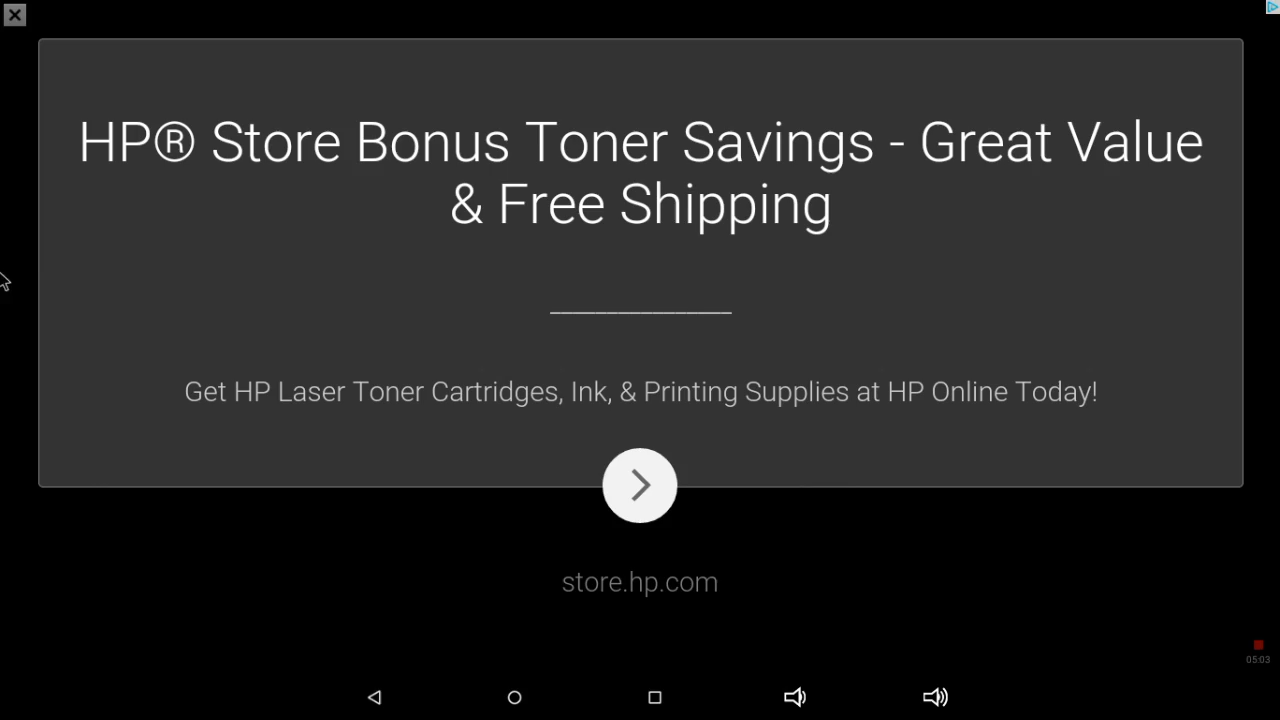 HP® Store Bonus Toner Savings - Great Value
& Free Shipping
Get HP Laser Toner Cartridges, Ink, & Printing Supplies at HP Online Today!
store.hp.com
05:03